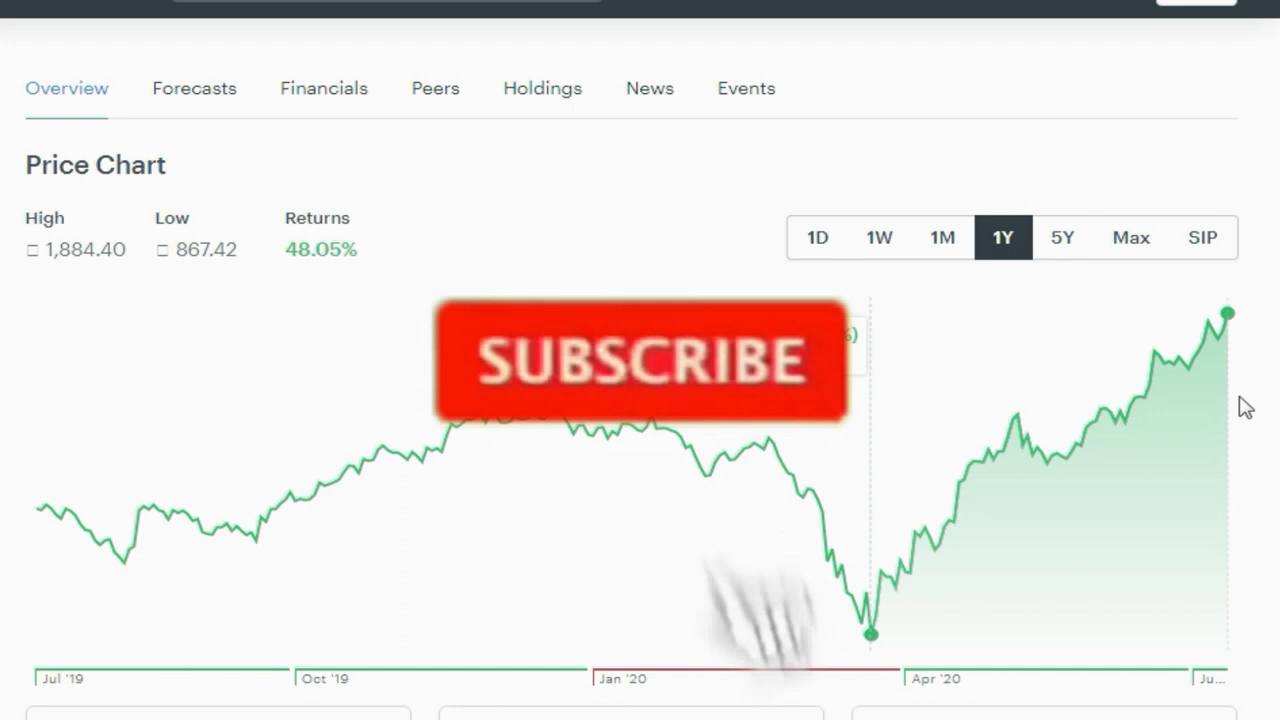 Overview Forecasts Financials Peers Holdings News Events
Price Chart
High Low Returns
1,884.40 867.42 48.05%
1D 1W 1M 1Y 5Y Max SIP
%)
SUBSCRIBE
Jul '19 Oct '19 Jan '20 Apr '20 Ju...